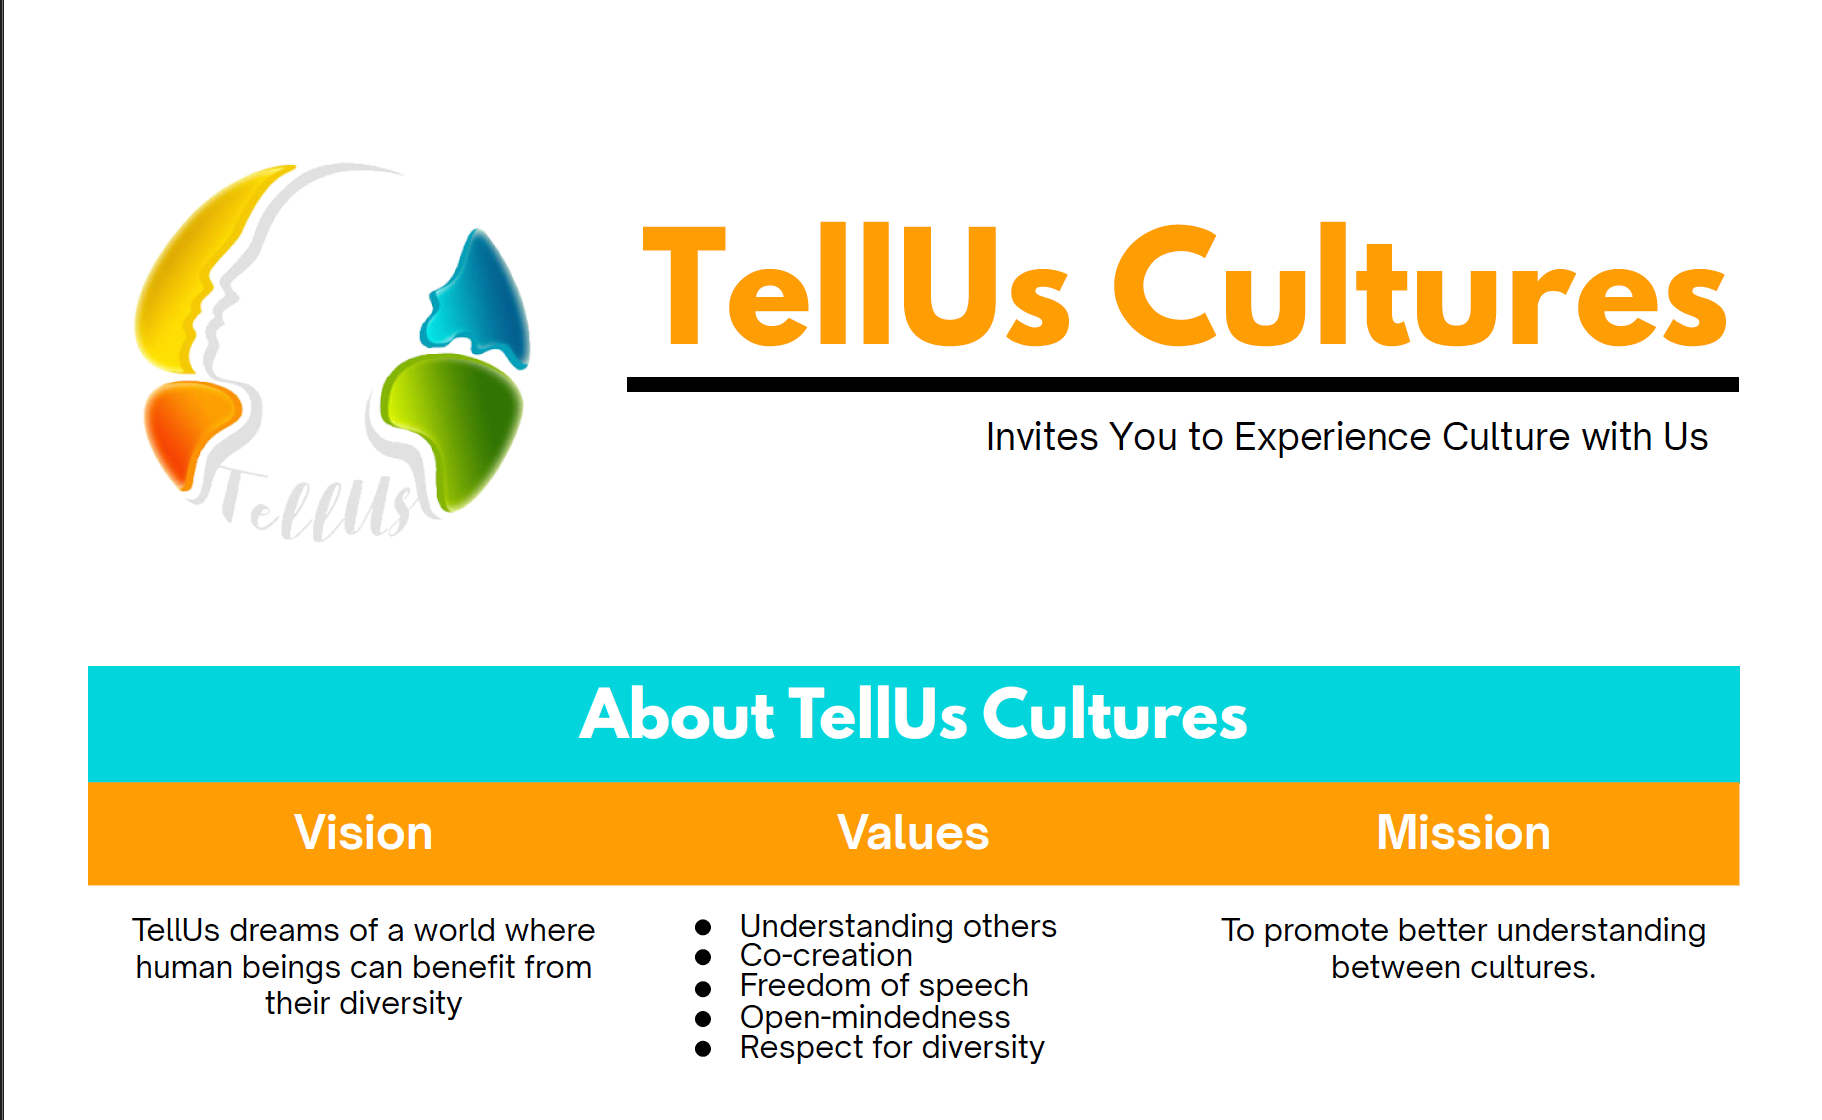 TellUs Cultures
Invites You to Experience Culture with Us
TellUs
About TellUs Cultures
Vision
Values
Mission
TellUs dreams of a world where
human beings can benefit from
their diversity
Understanding others
Co-creation
Freedom of speech
Open-mindedness
Respect for diversity
To promote better understanding
between cultures.